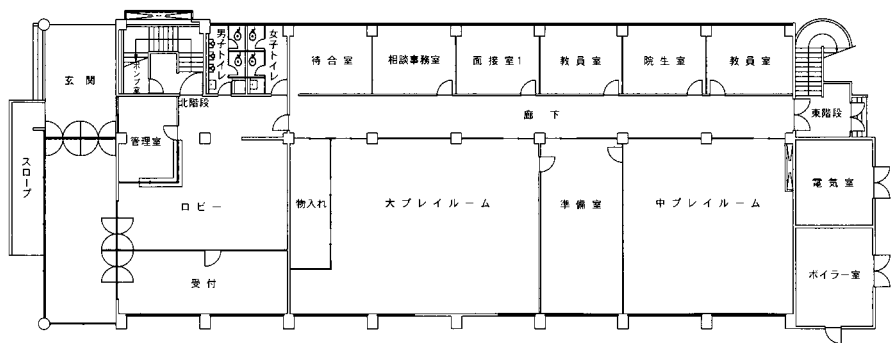 玄関
ポンプ室
男子トイレ
女子トイレ
待合室
相談事務室
面接室1
教員室
院生室
教員室
北階段
廊下
東階段
管理室
スロープ
ロビー
物入れ
大プレイルーム
準備室
中プレイルーム
電気室
ボイラー室
受付